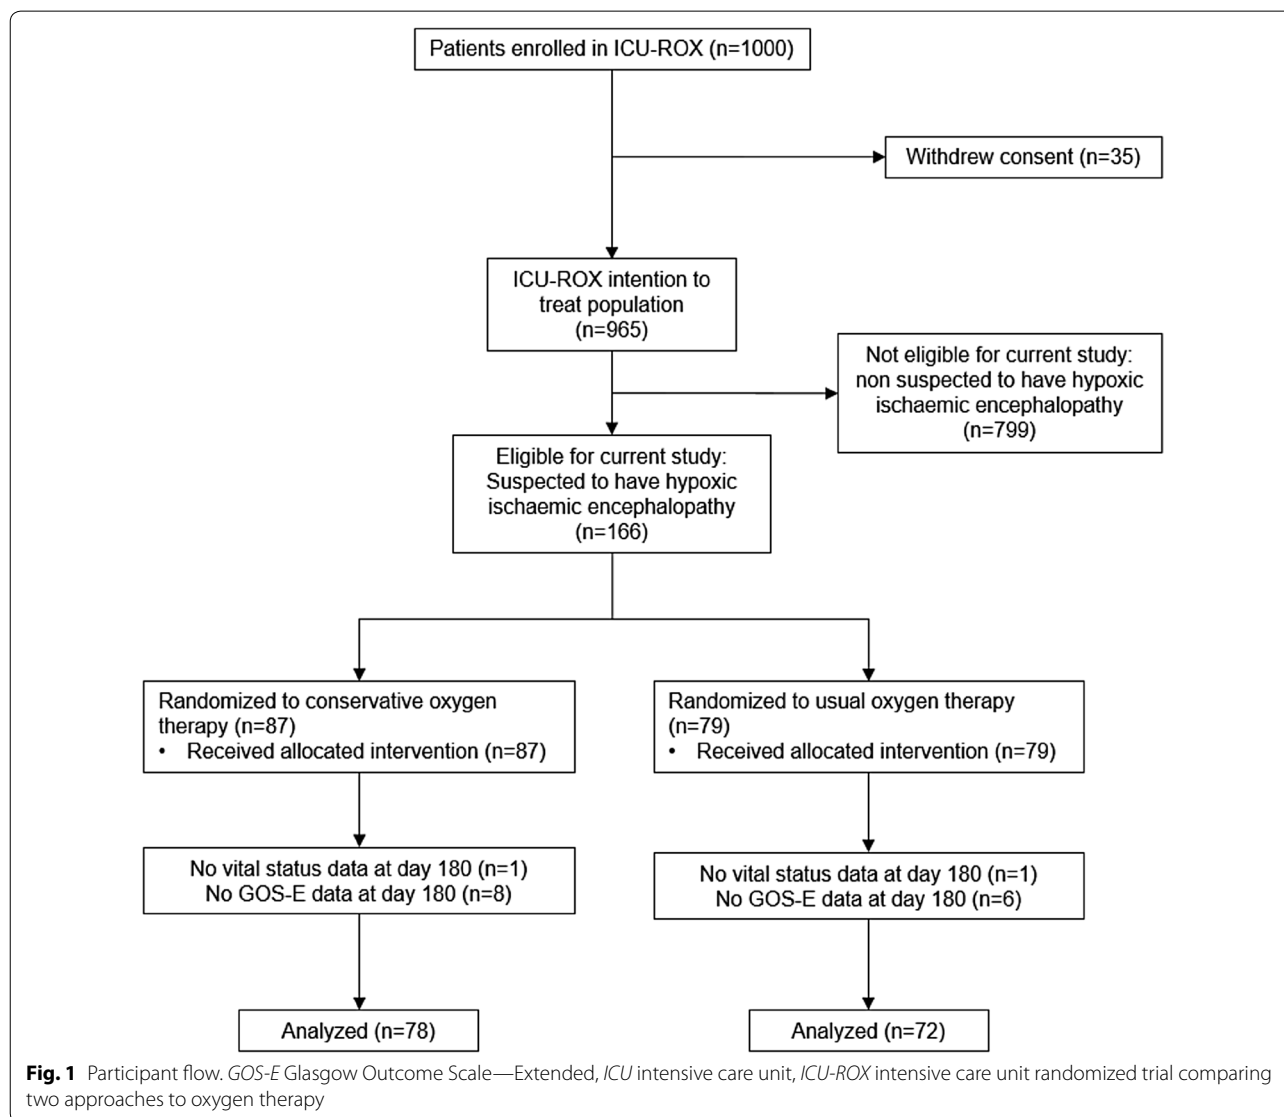 Patients enrolled in ICU-ROX (n=1000)
Withdrew consent (n=35)
ICU-ROX intention to
treat population
(n=965)
Not eligible for current study:
non suspected to have hypoxic
ischaemic encephalopathy
(n=799)
Eligible for current study:
Suspected to have hypoxic
ischaemic encephalopathy
(n=166)
Randomized to conservative oxygen
therapy (n=87)
• Received allocated intervention (n=87)
Randomized to usual oxygen therapy
(n=79)
• Received allocated intervention (n=79)
No vital status data at day 180 (n=1)
No GOS-E data at day 180 (n=8)
No vital status data at day 180 (n=1)
No GOS-E data at day 180 (n=6)
Analyzed (n=78)
Analyzed (n=72)
Fig. 1 Participant flow. GOS-E Glasgow Outcome Scale—Extended, ICU intensive care unit, ICU-ROX intensive care unit randomized trial comparing
two approaches to oxygen therapy